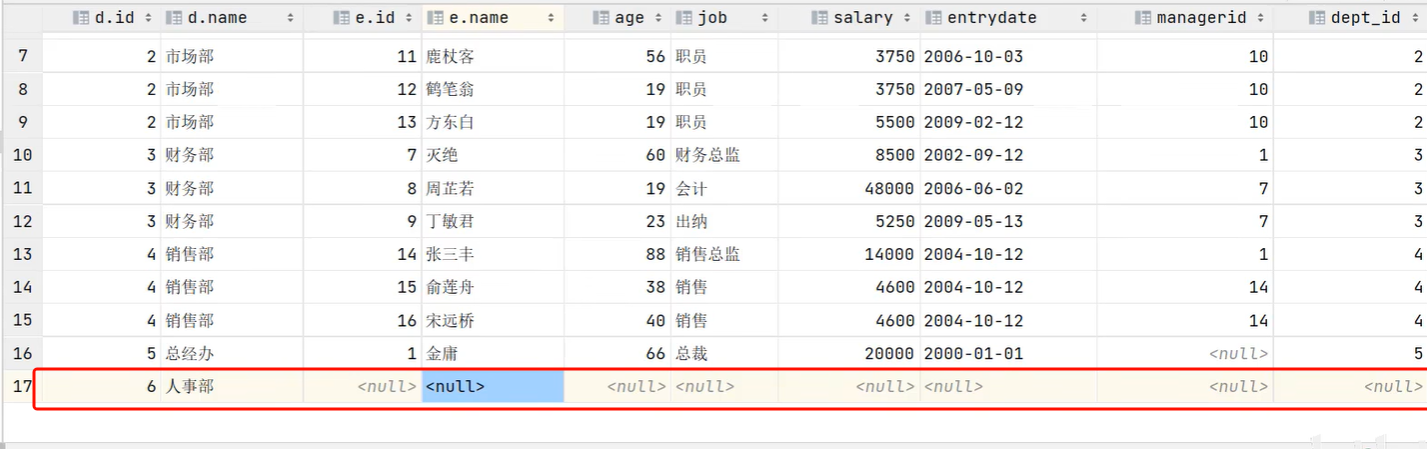 d.id d.name e.id e.name age job salary entrydate managerid dept_id
7 2 市场部 11 鹿杖客 56 职员 3750 2006-10-03 10 2
8 2 市场部 12 鹤笔翁 19 职员 3750 2007-05-09 10 2
9 2 市场部 13 方东白 19 职员 5500 2009-02-12 10 2
10 3 财务部 7 灭绝 60 财务总监 8500 2002-09-12 1 3
11 3 财务部 8 周芷若 19 会计 48000 2006-06-02 7 3
12 3 财务部 9 丁敏君 23 出纳 5250 2009-05-13 7 3
13 4 销售部 14 张三丰 88 销售总监 14000 2004-10-12 1 4
14 4 销售部 15 俞莲舟 38 销售 4600 2004-10-12 14 4
15 4 销售部 16 宋远桥 40 销售 4600 2004-10-12 14 4
16 5 总经办 1 金庸 66 总裁 20000 2000-01-01 <null> 5
17 6 人事部 <null> <null> <null> <null> <null> <null> <null> <null>